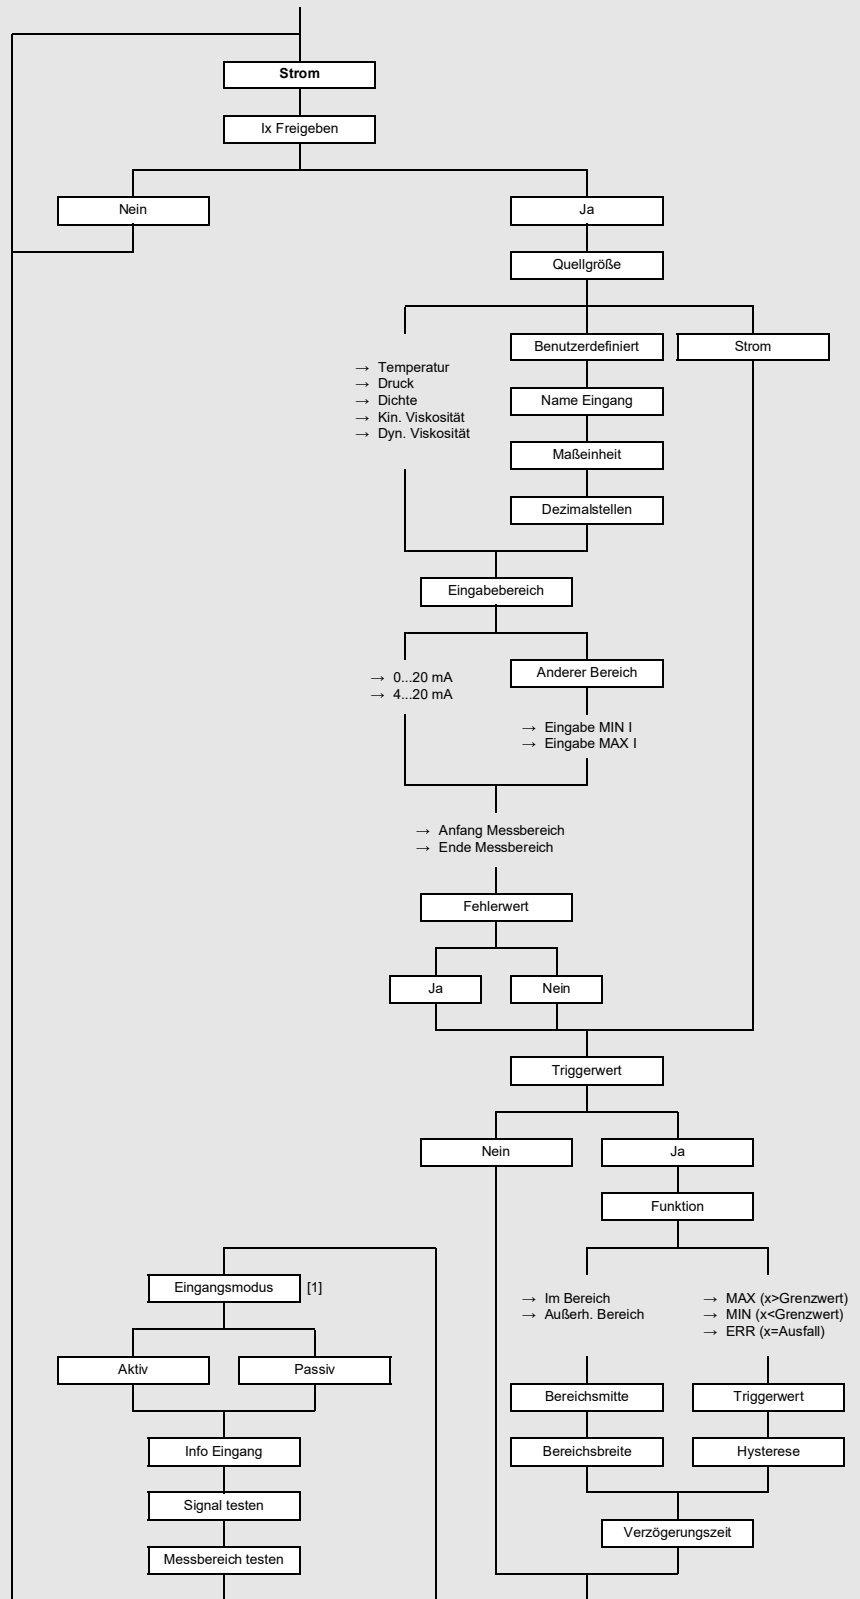 Strom
Ix Freigeben
Nein
Ja
Quellgröße
Benutzerdefiniert
Strom
→ Temperatur
→ Druck
→ Dichte
→ Kin. Viskosität
→ Dyn. Viskosität
Name Eingang
Maßeinheit
Dezimalstellen
Eingabebereich
→ 0...20 mA
→ 4...20 mA
Anderer Bereich
→ Eingabe MIN I
→ Eingabe MAX I
→ Anfang Messbereich
→ Ende Messbereich
Fehlerwert
Ja
Nein
Triggerwert
Nein
Ja
Funktion
→ Im Bereich
→ Außerh. Bereich
→ MAX (x>Grenzwert)
→ MIN (x<Grenzwert)
→ ERR (x=Ausfall)
Bereichsmitte
Triggerwert
Bereichsbreite
Hysterese
Verzögerungszeit
Eingangsmodus [1]
Aktiv
Passiv
Info Eingang
Signal testen
Messbereich testen